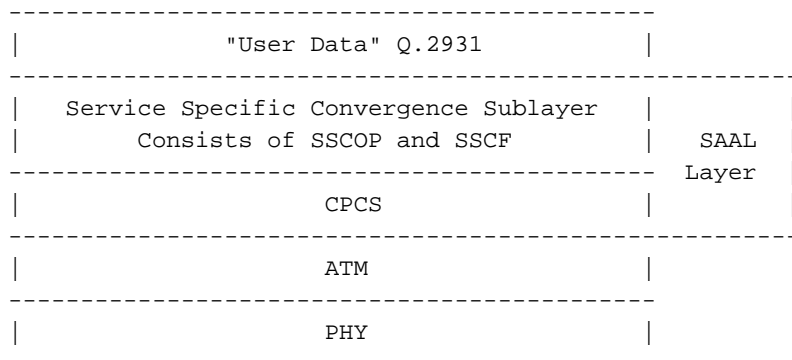 "User Data" Q.2931
Service Specific Convergence Sublayer
Consists of SSCOP and SSCF
SAAL
Layer
CPCS
ATM
PHY